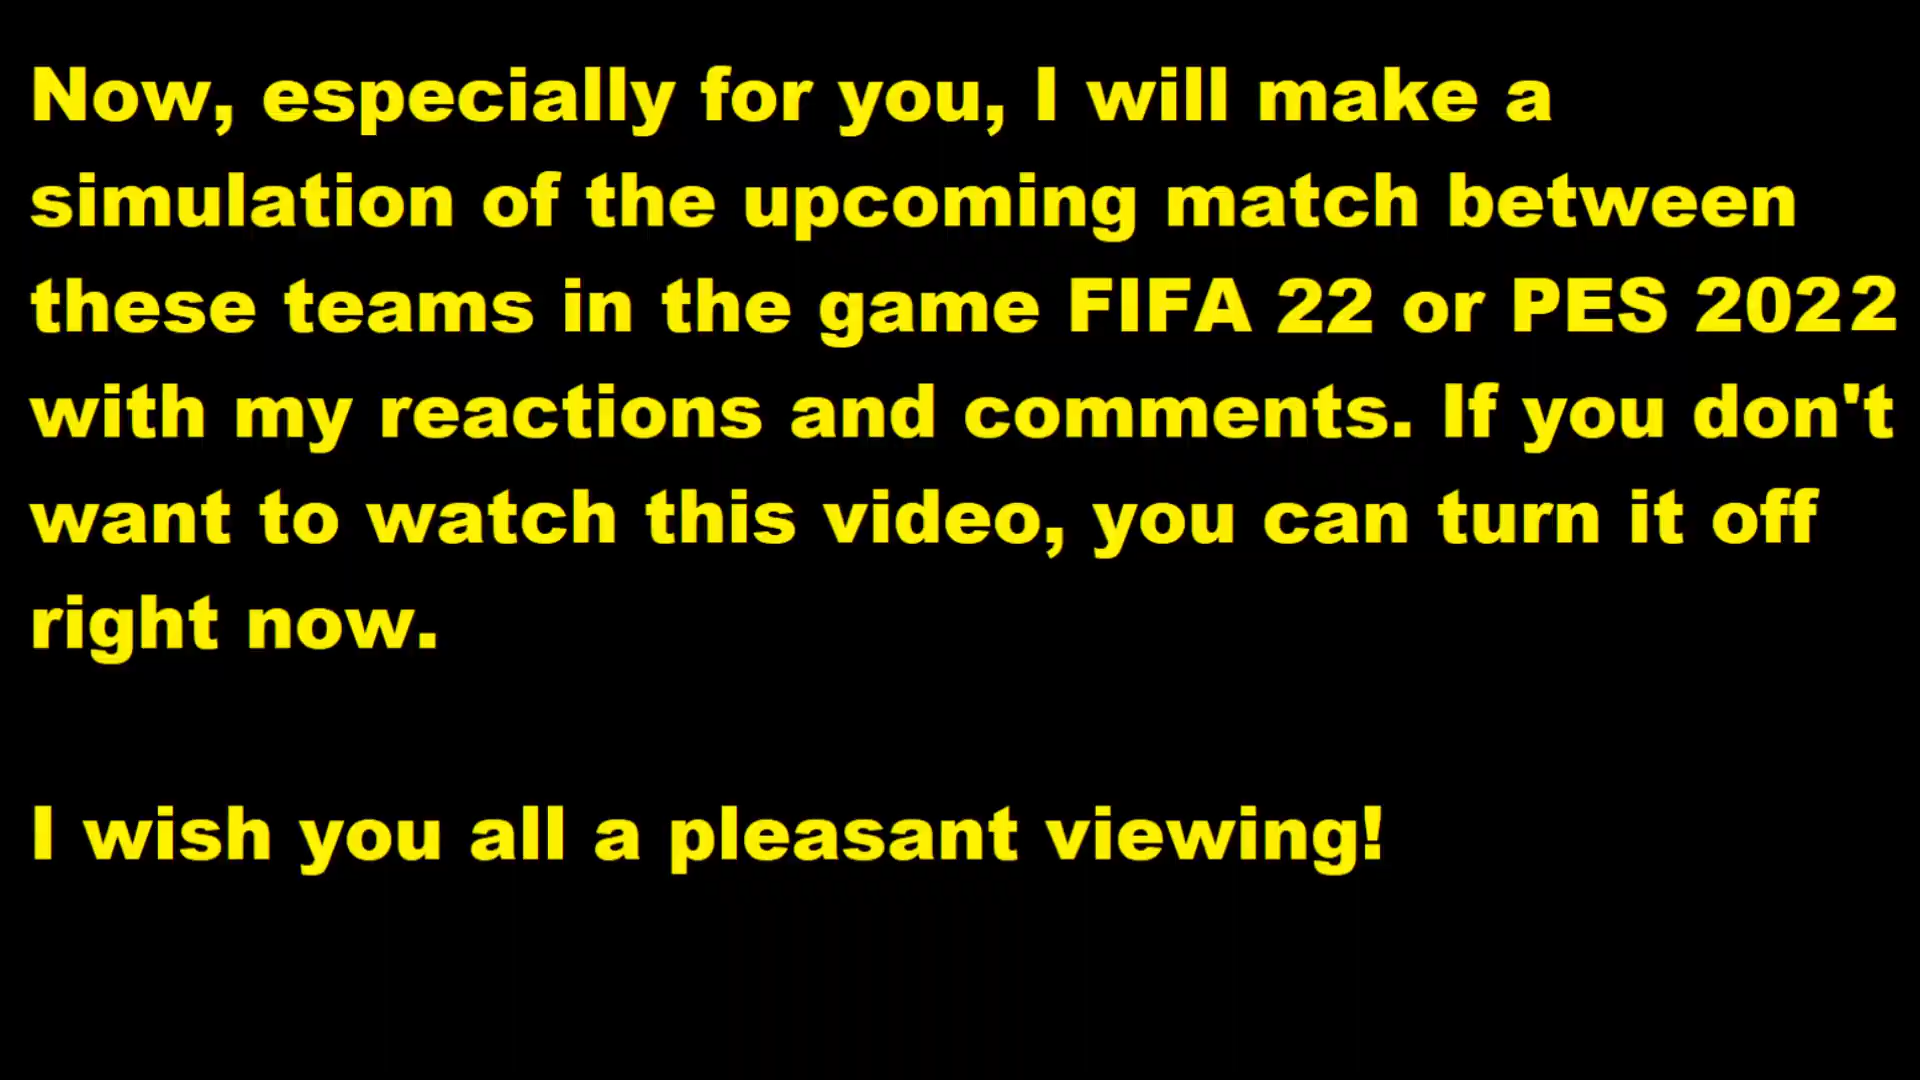 Now, especially for you, I will make a
simulation of the upcoming match between
these teams in the game FIFA 22 or PES 2022
with my reactions and comments. If you don't
want to watch this video, you can turn it off
right now.
I wish you all a pleasant viewing!